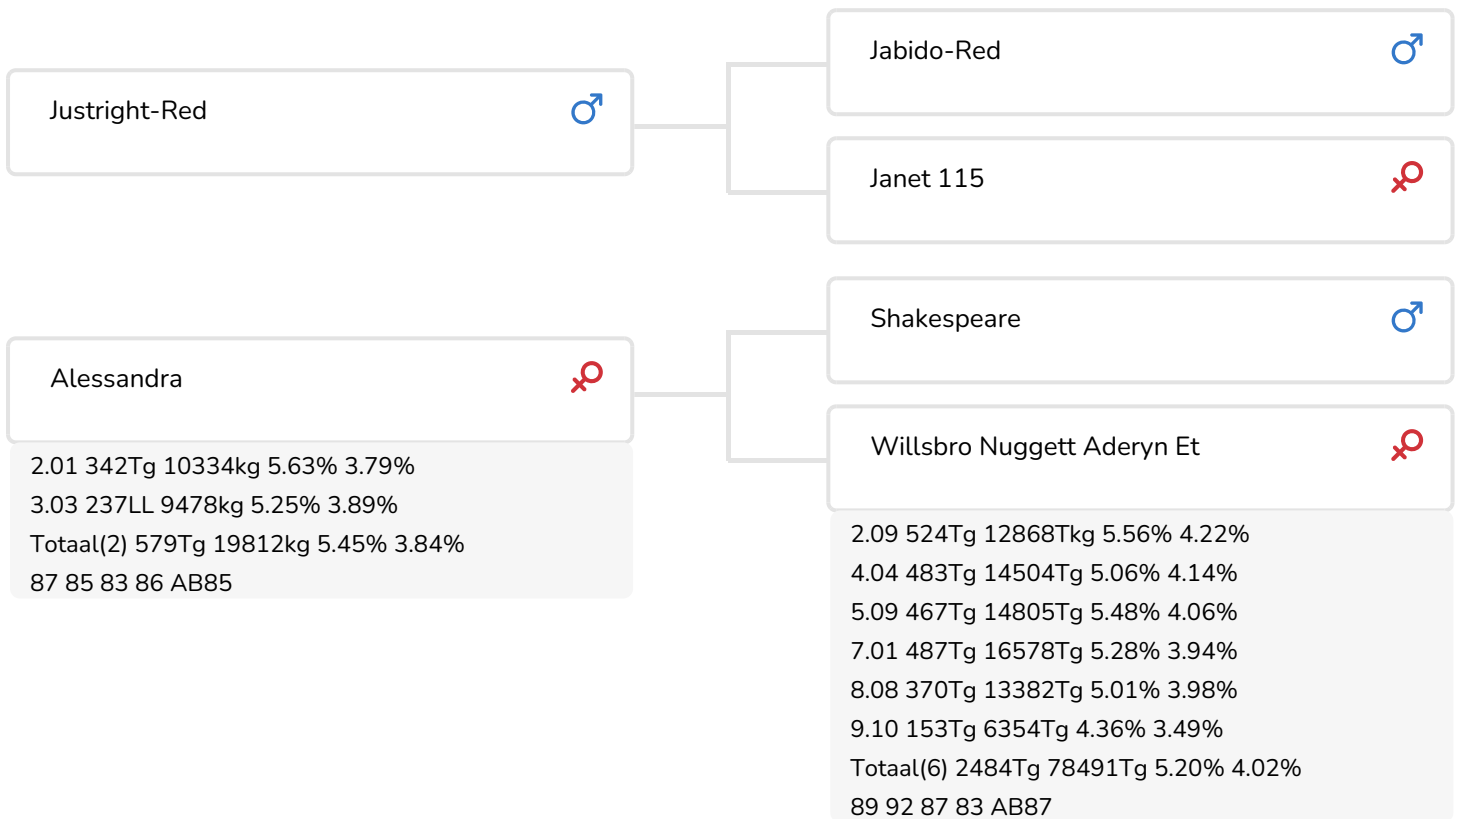 Justright-Red
Jabido-Red
Janet 115
Alessandra
2.01 342Tg 10334kg 5.63% 3.79%
3.03 237LL 9478kg 5.25% 3.89%
Totaal(2) 579Tg 19812kg 5.45% 3.84%
87 85 83 86 AB85
Shakespeare
Willsbro Nuggett Aderyn Et
2.09 524Tg 12868Tkg 5.56% 4.22%
4.04 483Tg 14504Tg 5.06% 4.14%
5.09 467Tg 14805Tg 5.48% 4.06%
7.01 487Tg 16578Tg 5.28% 3.94%
8.08 370Tg 13382Tg 5.01% 3.98%
9.10 153Tg 6354Tg 4.36% 3.49%
Totaal(6) 2484Tg 78491Tg 5.20% 4.02%
89 92 87 83 AB87